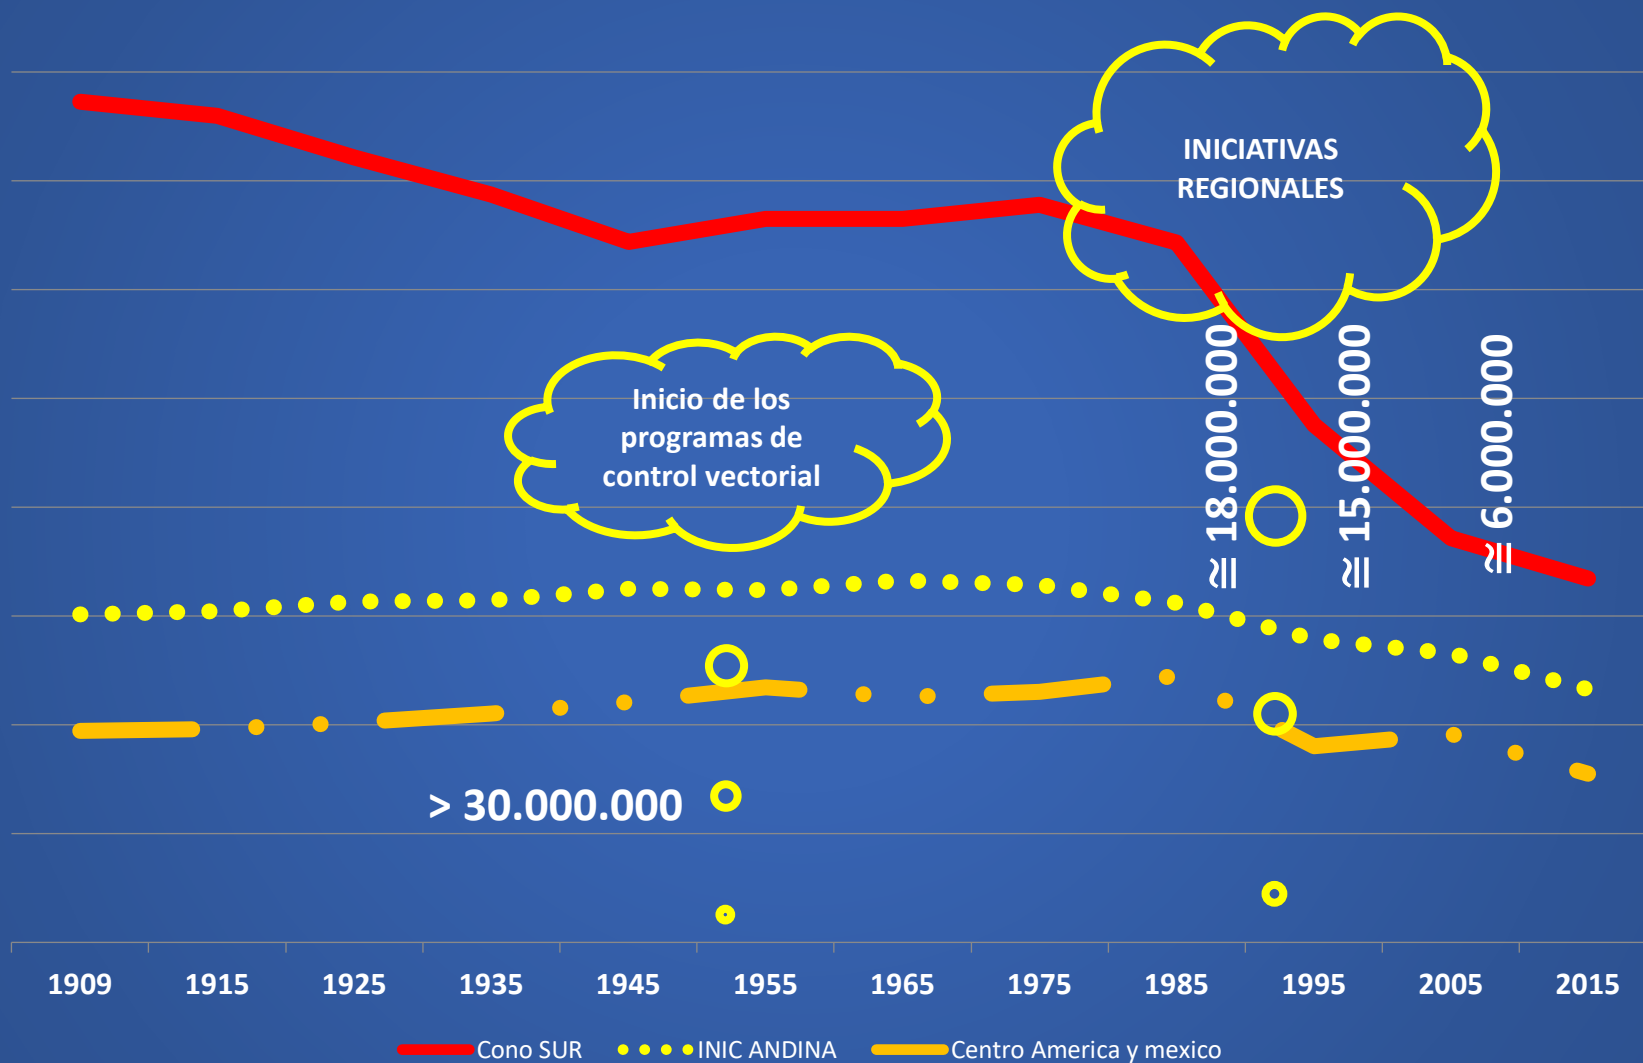 INICIATIVAS
REGIONALES
Inicio de los
programas de
control vectorial
≅ 18.000.000
≅ 15.000.000
≅ 6.000.000
> 30.000.000
1909 1915 1925 1935 1945 1955 1965 1975 1985 1995 2005 2015
Cono SUR INIC ANDINA Centro America y mexico